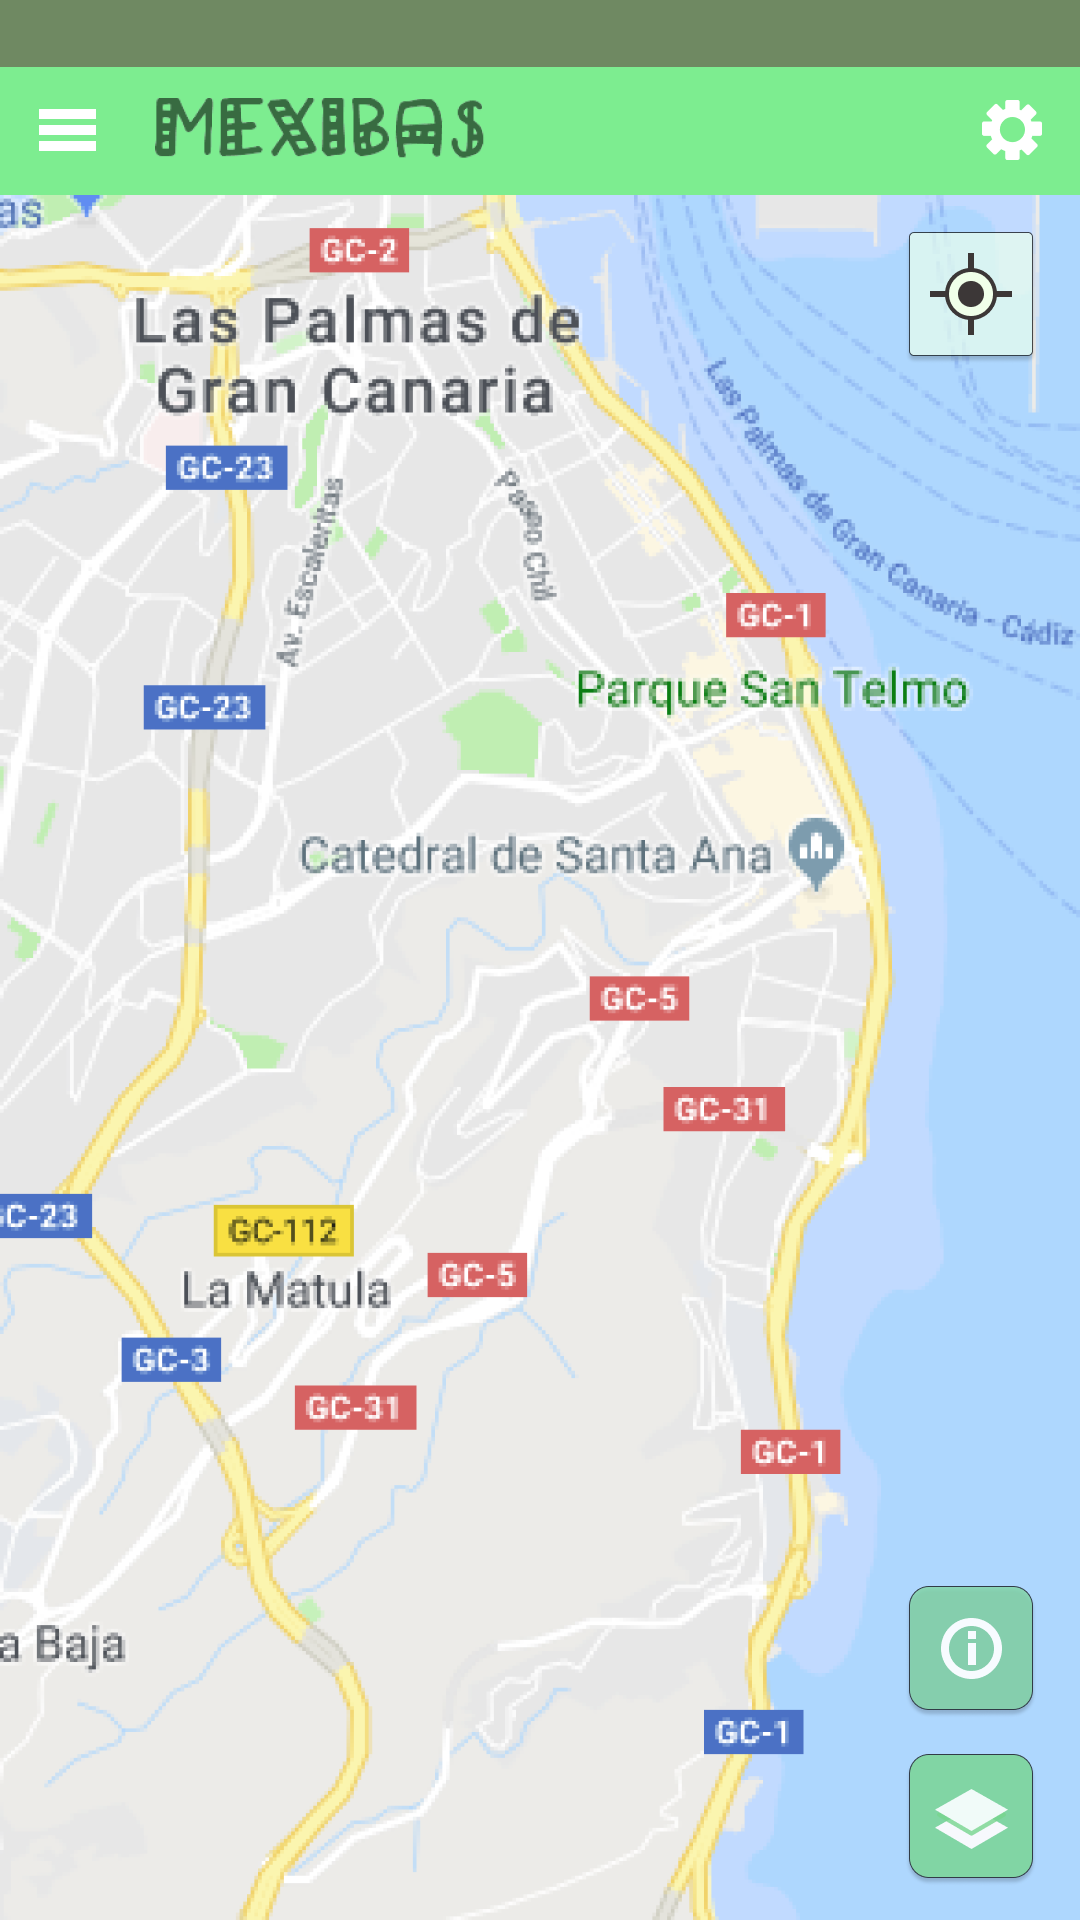 MEXIBAS
as
GC-2
Las Palmas de
Gran Canaria
GC-23
Las Palmas de Gran Canaria - Cádiz
Av. Escaleritas
Paseo Chil
GC-1
Parque San Telmo
GC-23
Catedral de Santa Ana
GC-5
GC-31
GC-23
GC-112
La Matula
GC-5
GC-3
GC-31
GC-1
a Baja
GC-1